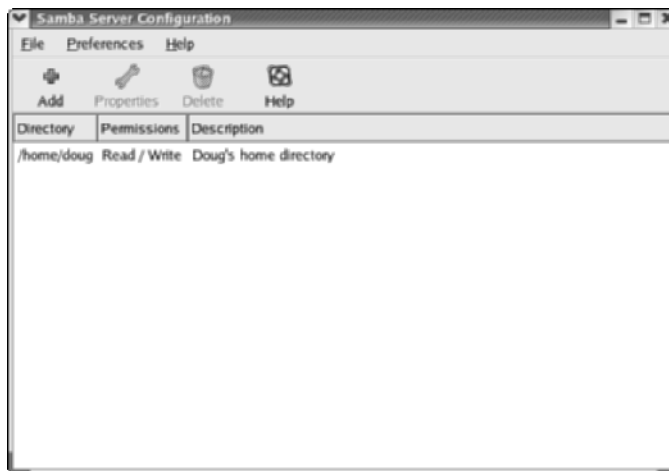 Samba Server Configuration
File Preferences Help
Add Properties Delete Help
Directory Permissions Description
/home/doug Read / Write Doug's home directory